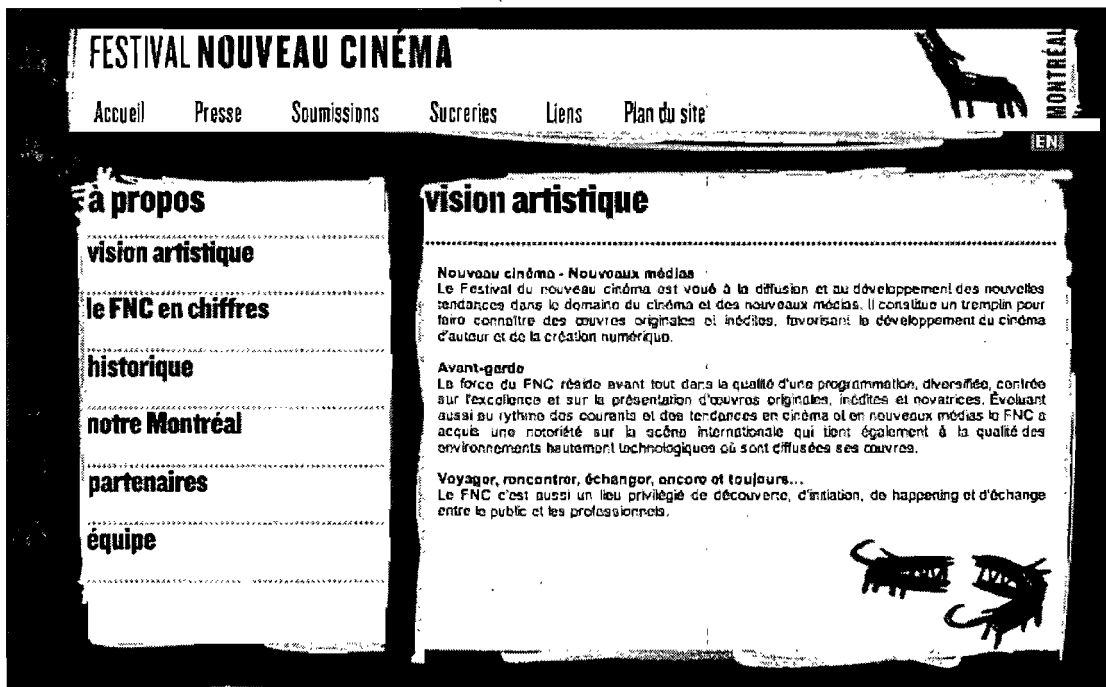 FESTIVAL NOUVEAU CINÉMA
MONTRÉAL
Accueil Presse Soumissions Sucreries Liens Plan du site
EN
à propos
vision artistique
le FNC en chiffres
historique
notre Montréal
partenaires
équipe
vision artistique
Nouveau cinéma - Nouveaux médias
Le Festival du nouveau cinéma est voué à la diffusion et au développement des nouvelles
tendances dans le domaine du cinéma et des nouveaux médias. Il constitue un tremplin pour
faire connaître des œuvres originales et inédites, favorisant le développement du cinéma
d'auteur et de la création numérique.
Avant-garde
La force du FNC réside avant tout dans la qualité d'une programmation, diversifiée, centrée
sur l'excellence et sur la présentation d'œuvres originales, inédites et novatrices. Évoluant
aussi au rythme des courants et des tendances en cinéma et en nouveaux médias le FNC a
acquis une notoriété sur la scène internationale qui tient également à la qualité des
environnements hautement technologiques où sont diffusées ses œuvres.
Voyager, rencontrer, échanger, encore et toujours...
Le FNC c'est aussi un lieu privilégié de découverte, d'initiation, de happening et d'échange
entre le public et les professionnels.